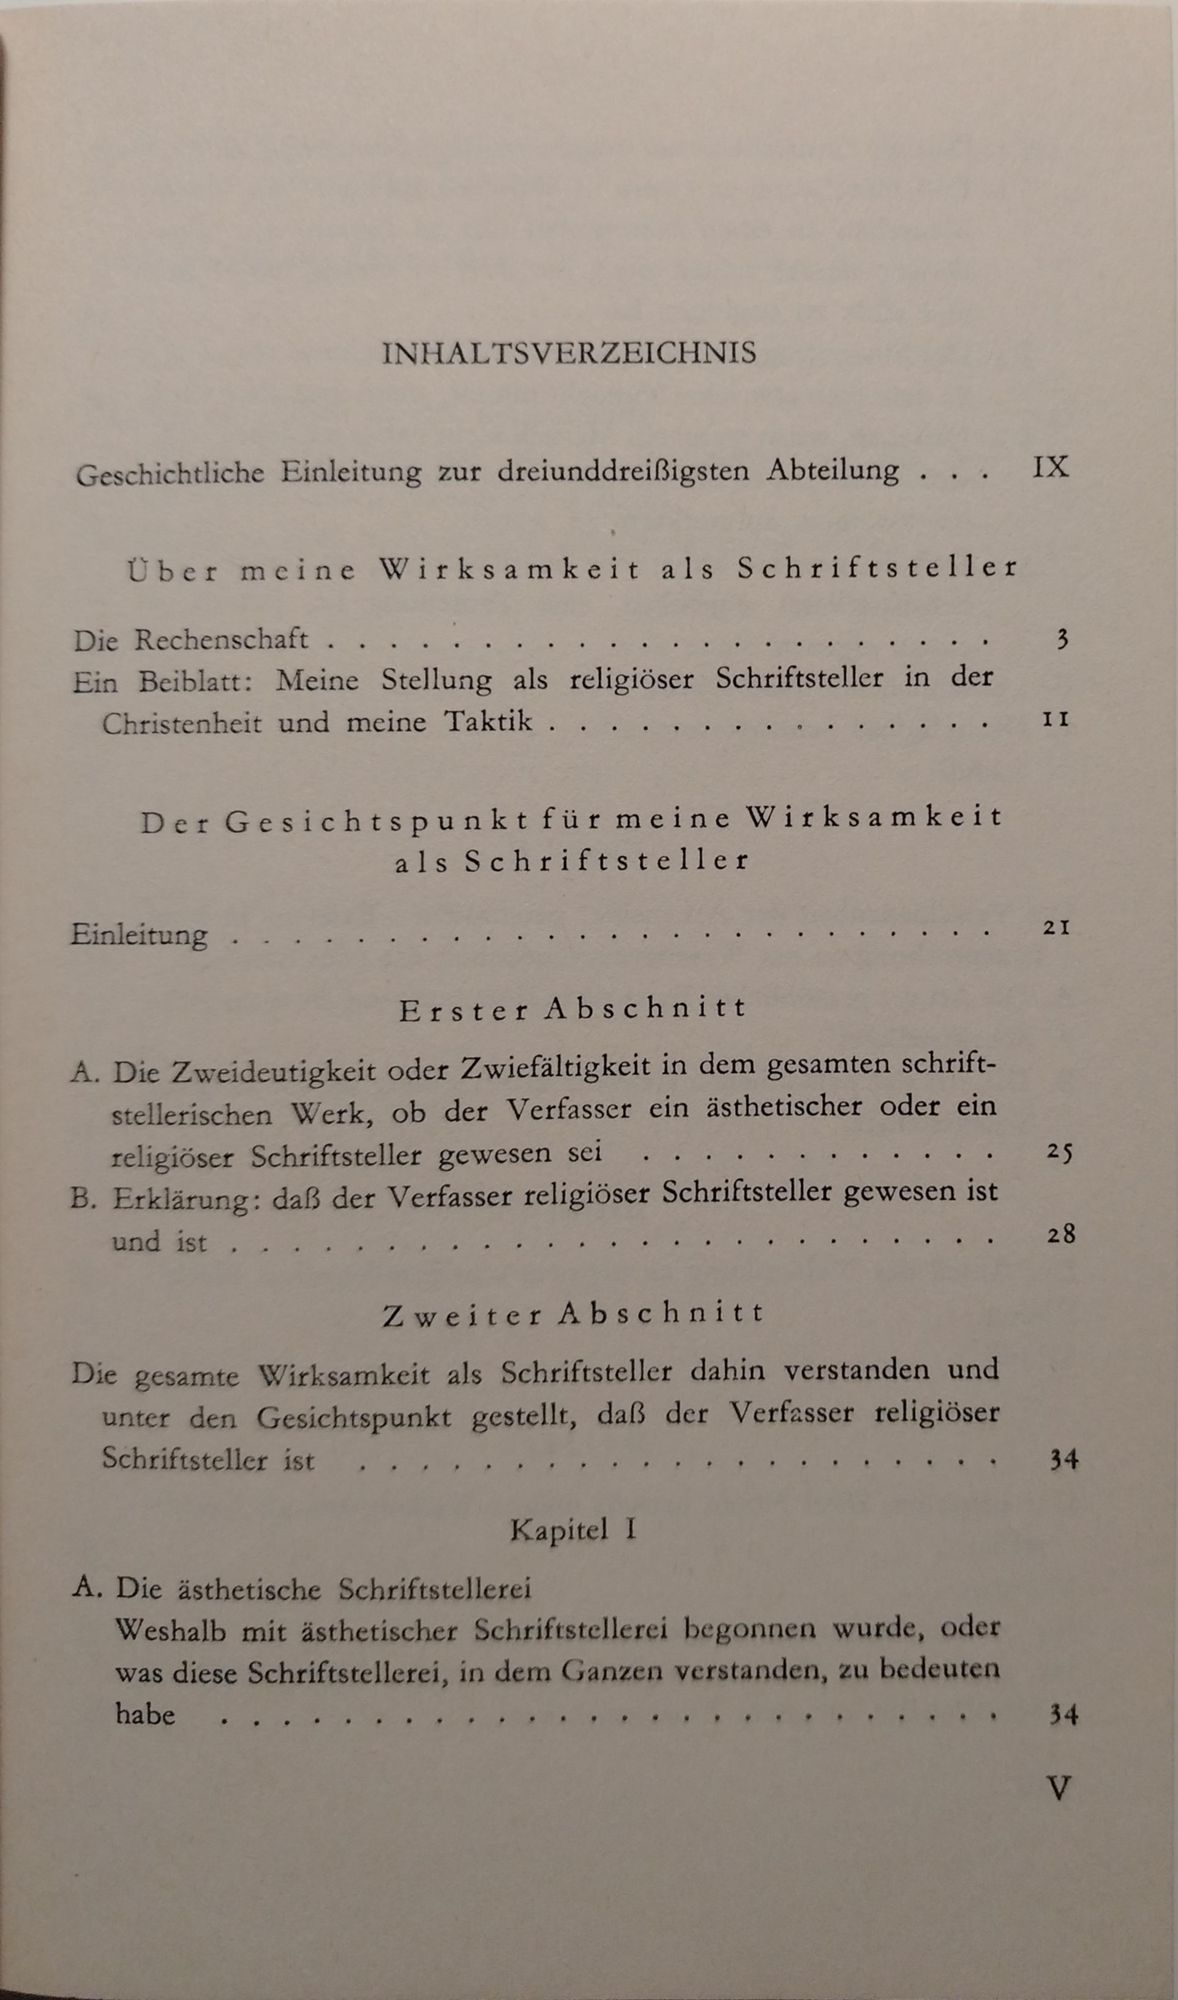 INHALTSVERZEICHNIS
Geschichtliche Einleitung zur dreiunddreißigsten Abteilung . . . IX
Über meine Wirksamkeit als Schriftsteller
Die Rechenschaft . . . . . . . . . . . . . . . . . . . . . . 3
Ein Beiblatt: Meine Stellung als religiöser Schriftsteller in der
Christenheit und meine Taktik . . . . . . . . . . . . . . . 11
Der Gesichtspunkt für meine Wirksamkeit
als Schriftsteller
Einleitung . . . . . . . . . . . . . . . . . . . . . . . . . 21
Erster Abschnitt
A. Die Zweideutigkeit oder Zwiefältigkeit in dem gesamten schrift-
stellerischen Werk, ob der Verfasser ein ästhetischer oder ein
religiöser Schriftsteller gewesen sei . . . . . . . . . . . . 25
B. Erklärung: daß der Verfasser religiöser Schriftsteller gewesen ist
und ist . . . . . . . . . . . . . . . . . . . . . . . . . 28
Zweiter Abschnitt
Die gesamte Wirksamkeit als Schriftsteller dahin verstanden und
unter den Gesichtspunkt gestellt, daß der Verfasser religiöser
Schriftsteller ist . . . . . . . . . . . . . . . . . . . . . 34
Kapitel I
A. Die ästhetische Schriftstellerei
Weshalb mit ästhetischer Schriftstellerei begonnen wurde, oder
was diese Schriftstellerei, in dem Ganzen verstanden, zu bedeuten
habe . . . . . . . . . . . . . . . . . . . . . . . . . . 34
V